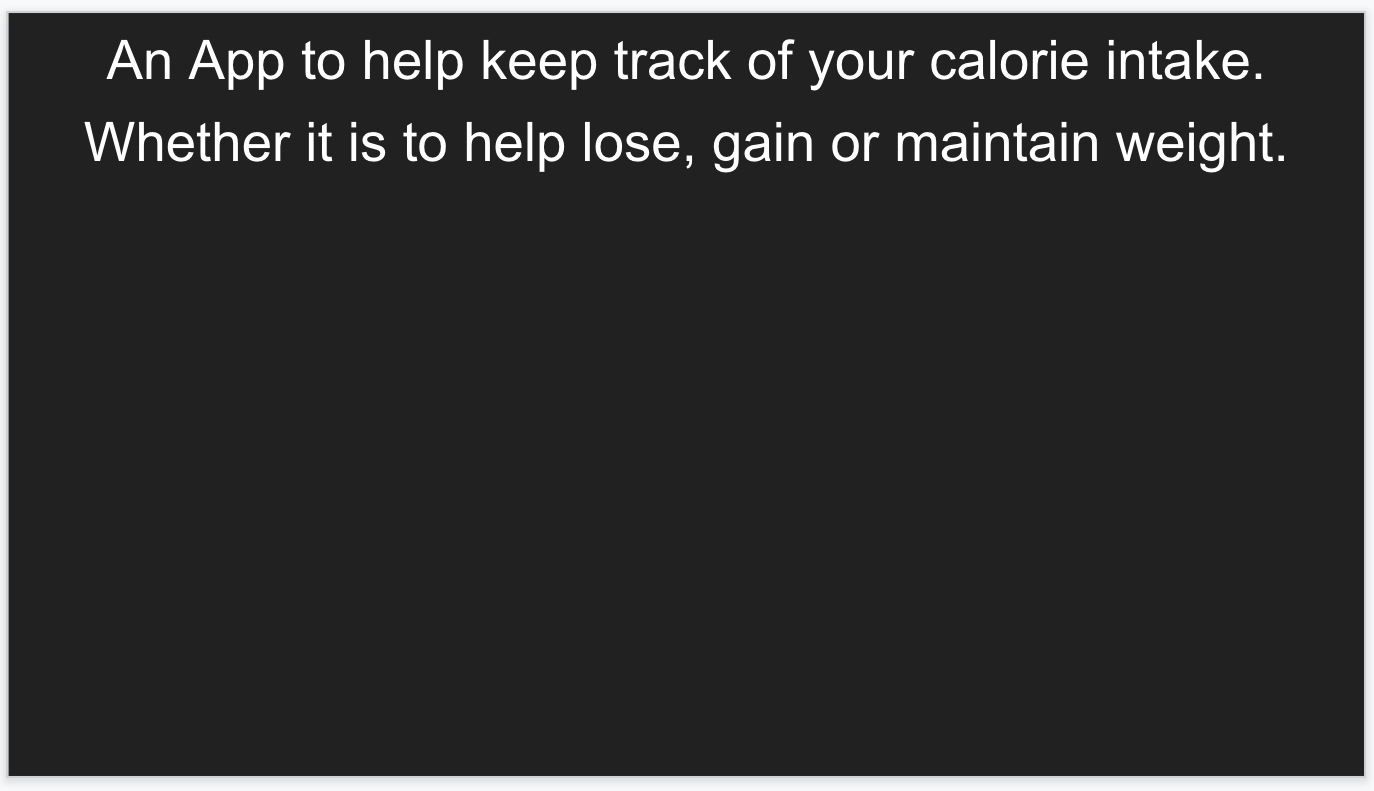 An App to help keep track of your calorie intake.
Whether it is to help lose, gain or maintain weight.